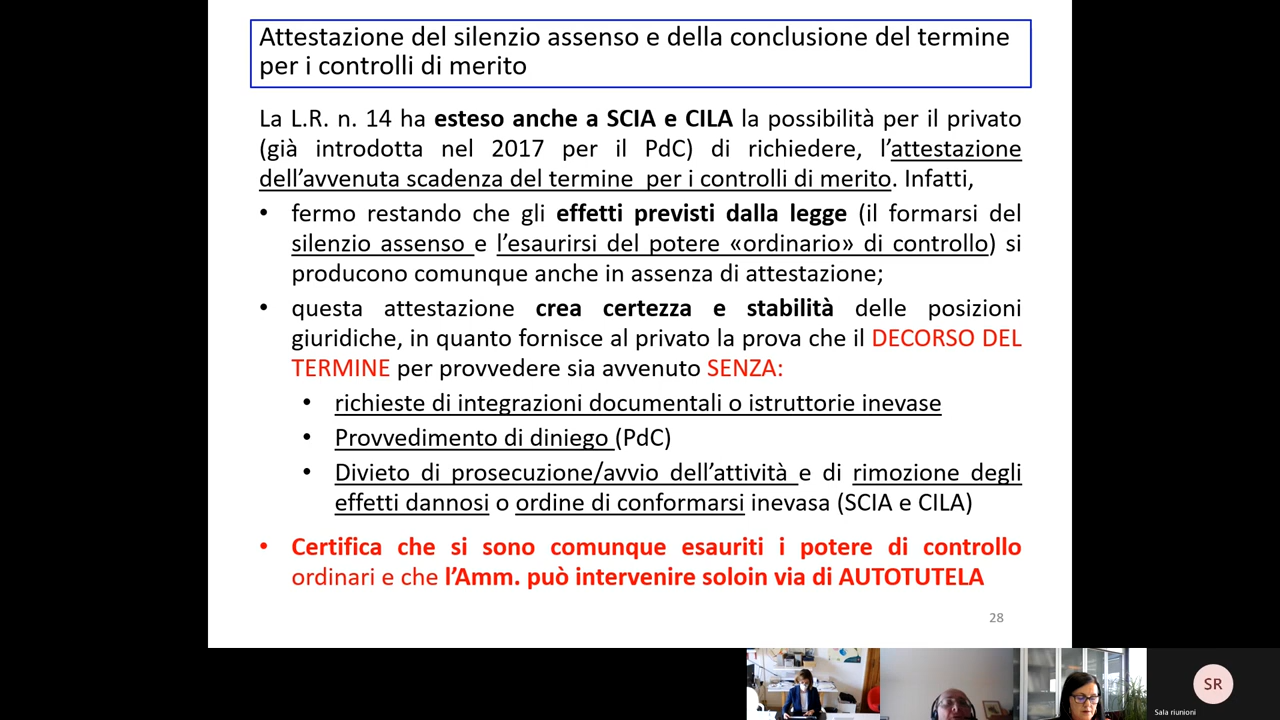 Attestazione del silenzio assenso e della conclusione del termine
per i controlli di merito
La L.R. n. 14 ha esteso anche a SCIA e CILA la possibilità per il privato
(già introdotta nel 2017 per il PdC) di richiedere, l’attestazione
dell’avvenuta scadenza del termine per i controlli di merito. Infatti,
• fermo restando che gli effetti previsti dalla legge (il formarsi del
silenzio assenso e l’esaurirsi del potere «ordinario» di controllo) si
producono comunque anche in assenza di attestazione;
• questa attestazione crea certezza e stabilità delle posizioni
giuridiche, in quanto fornisce al privato la prova che il DECORSO DEL
TERMINE per provvedere sia avvenuto SENZA:
• richieste di integrazioni documentali o istruttorie inevase
• Provvedimento di diniego (PdC)
• Divieto di prosecuzione/avvio dell’attività e di rimozione degli
effetti dannosi o ordine di conformarsi inevasa (SCIA e CILA)
• Certifica che si sono comunque esauriti i potere di controllo
ordinari e che l’Amm. può intervenire soloin via di AUTOTUTELA
28
SR
Sala riunioni